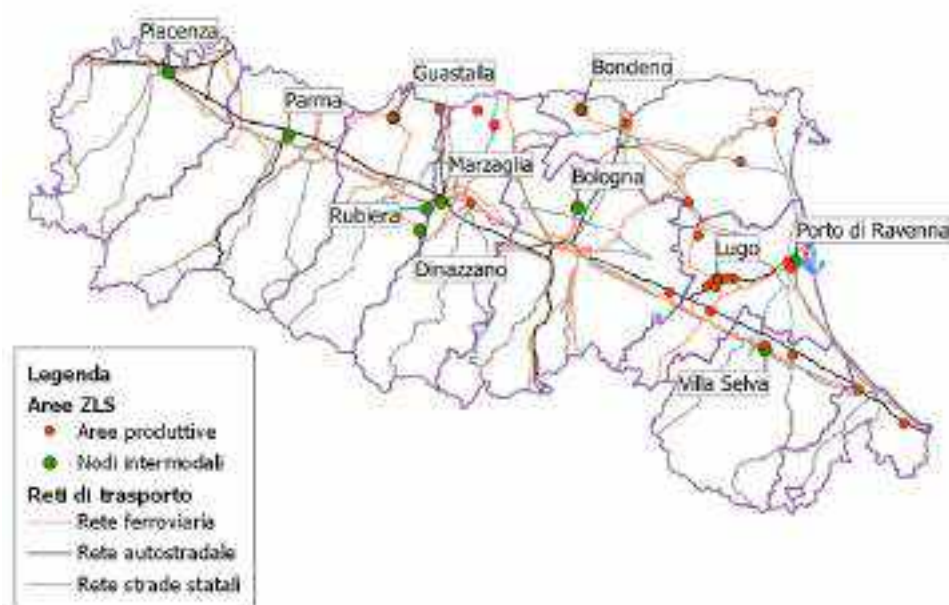 Piacenza
Parma
Guastalla
Bondeno
Marzaglia
Bologna
Rubiera
Dinazzano
Lugo
Porto di Ravenna
Villa Selva
Legenda
Aree ZLS
Aree produttive
Nodi intermodali
Reti di trasporto
Rete ferroviaria
Rete autostradale
Rete strade statali